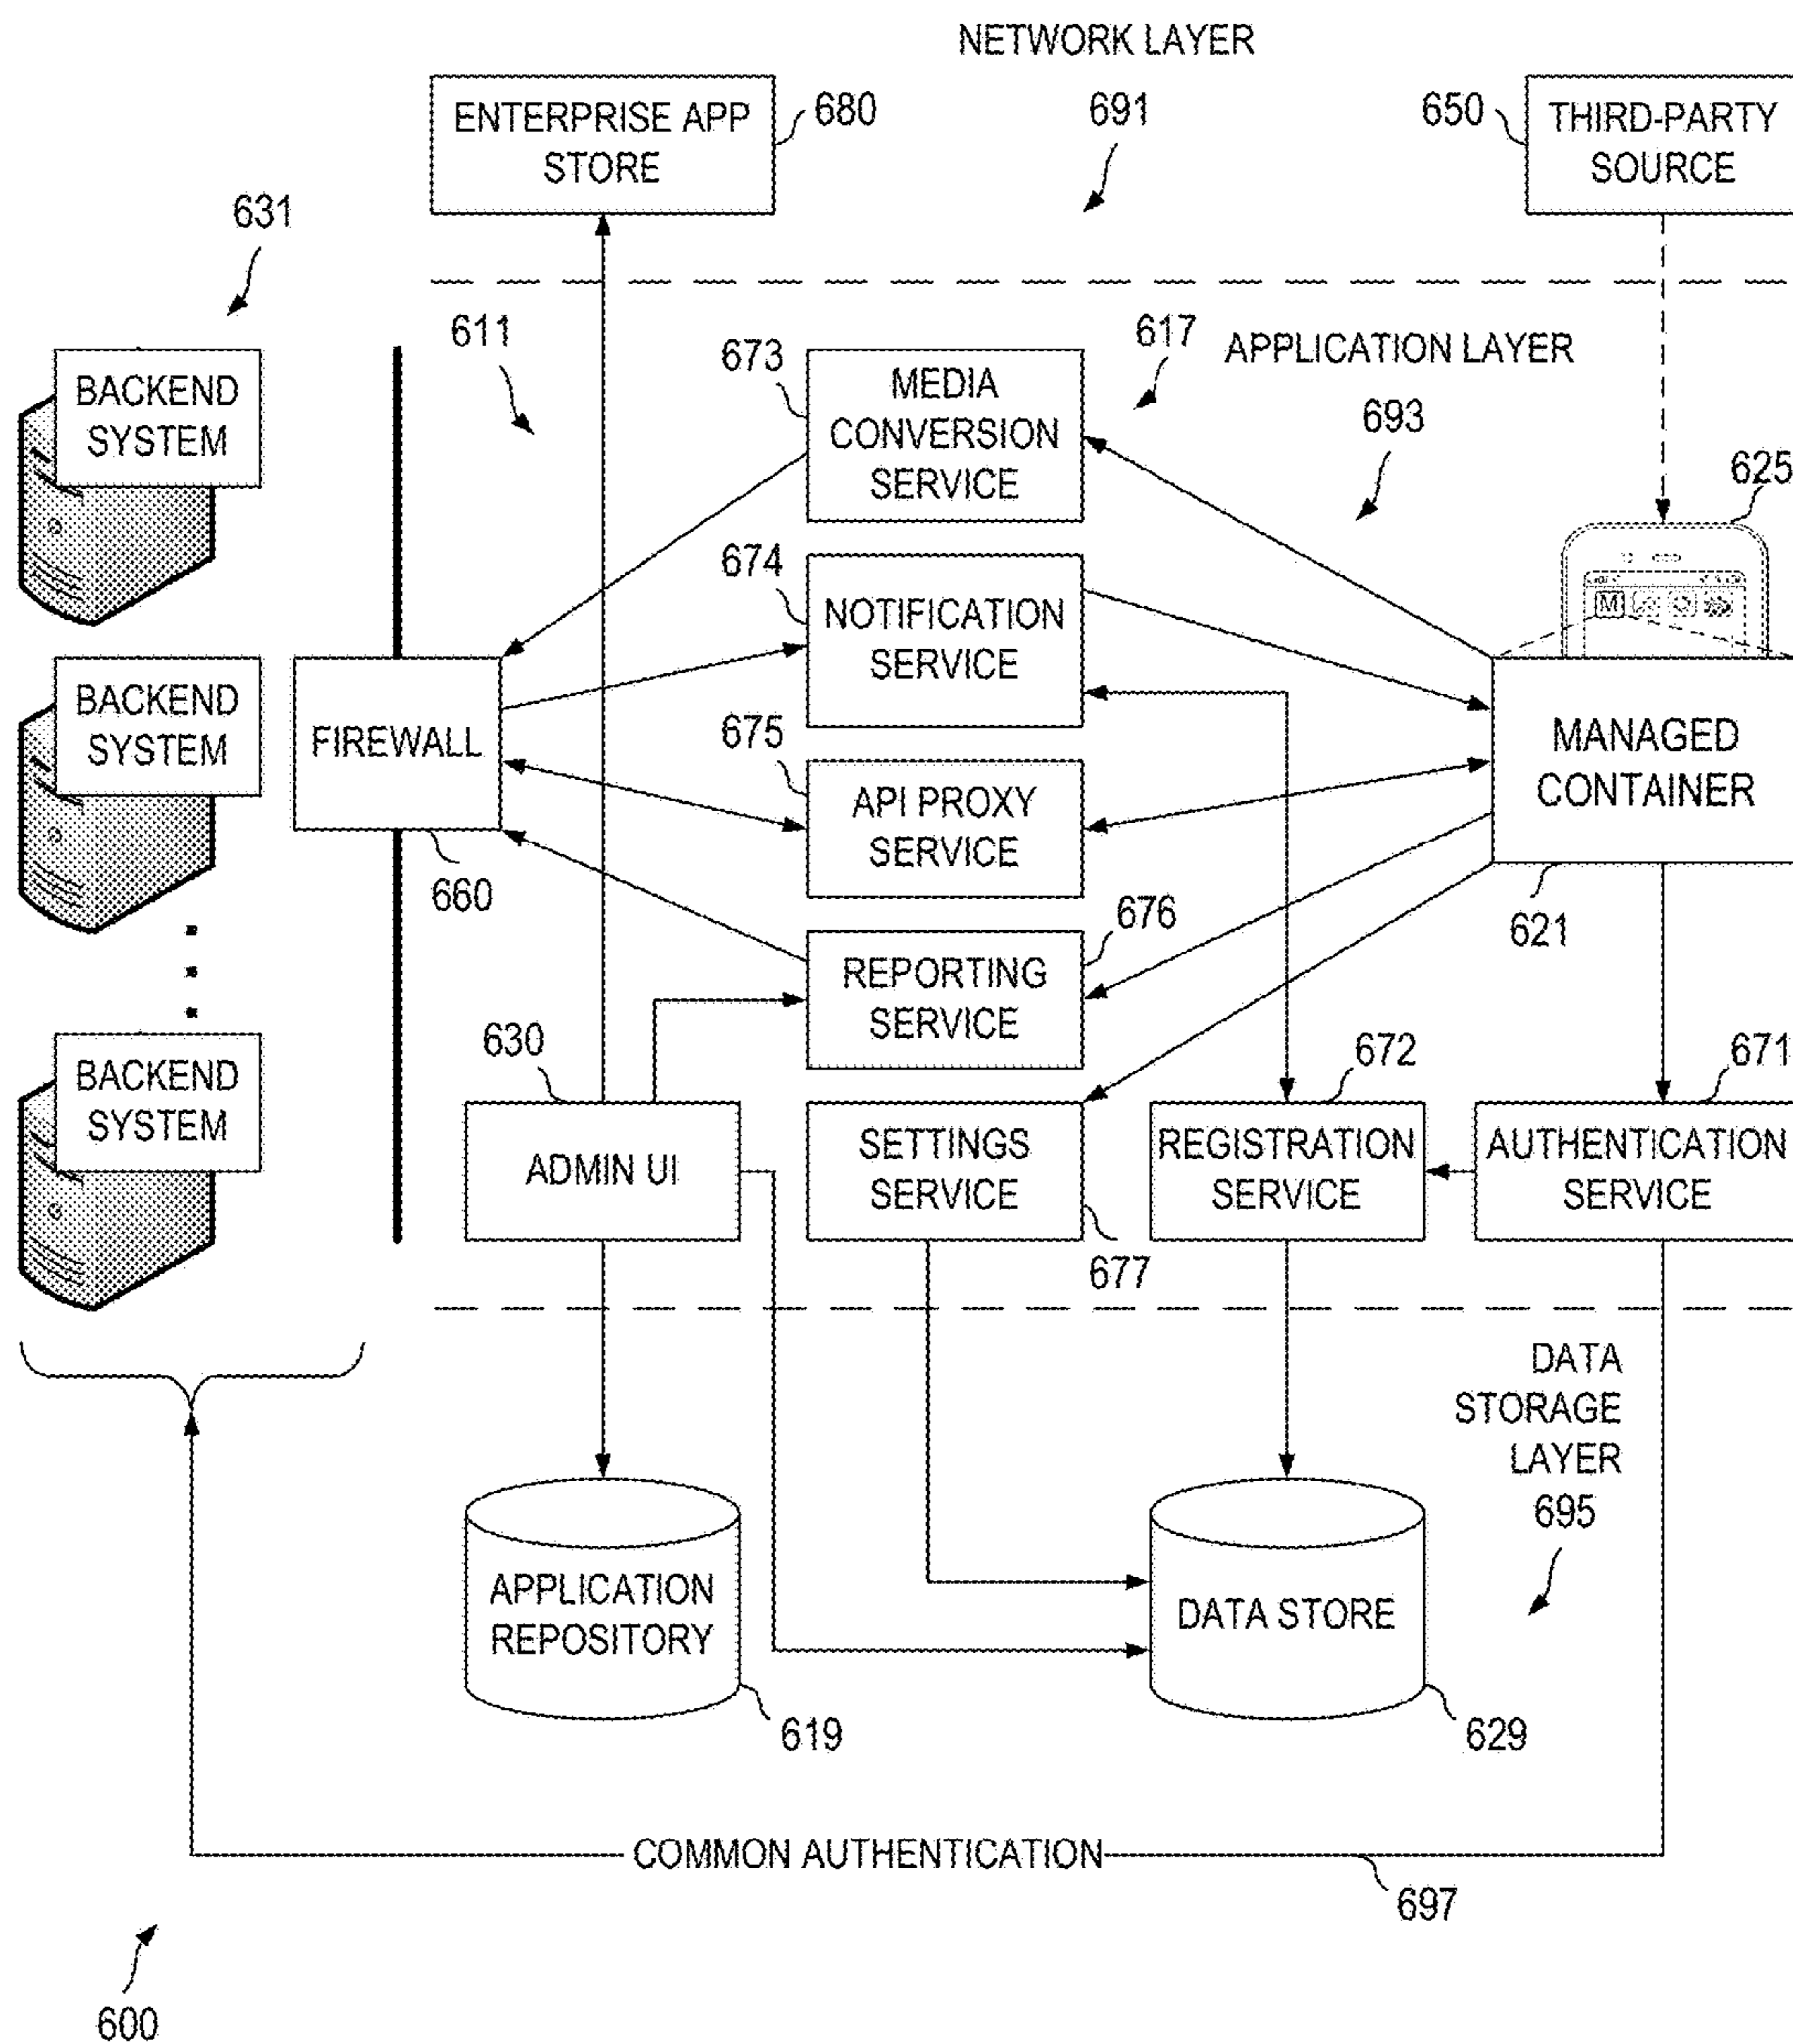 NETWORK LAYER
691
ENTERPRISE APP
STORE
680
650
THIRD-PARTY
SOURCE
631
611
617
APPLICATION LAYER
693
673
MEDIA
CONVERSION
SERVICE
625
M
BACKEND
SYSTEM
674
NOTIFICATION
SERVICE
BACKEND
SYSTEM
FIREWALL
660
675
API PROXY
SERVICE
MANAGED
CONTAINER
621
676
REPORTING
SERVICE
BACKEND
SYSTEM
630
ADMIN UI
SETTINGS
SERVICE
677
672
REGISTRATION
SERVICE
671
AUTHENTICATION
SERVICE
DATA
STORAGE
LAYER
695
APPLICATION
REPOSITORY
619
DATA STORE
629
COMMON AUTHENTICATION
697
600